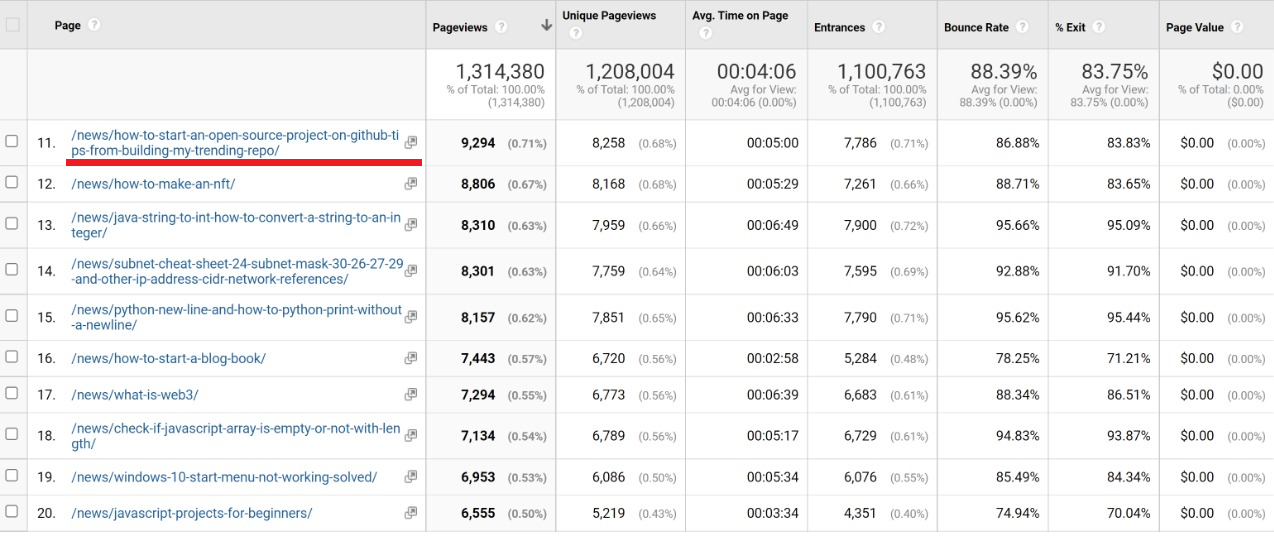 Page ? Pageviews ? Unique Pageviews ? Avg. Time on Page ? Entrances ? Bounce Rate ? % Exit ? Page Value ?
1,314,380 1,208,004 00:04:06 1,100,763 88.39% 83.75% $0.00
% of Total: 100.00% % of Total: 100.00% Avg for View: % of Total: 100.00% Avg for View: Avg for View: % of Total: 0.00%
(1,314,380) (1,208,004) 00:04:06 (0.00%) (1,100,763) 88.39% (0.00%) 83.75% (0.00%) ($0.00)
11. /news/how-to-start-an-open-source-project-on-github-ti
ps-from-building-my-trending-repo/ 9,294 (0.71%) 8,258 (0.68%) 00:05:00 7,786 (0.71%) 86.88% 83.83% $0.00 (0.00%)
12. /news/how-to-make-an-nft/ 8,806 (0.67%) 8,168 (0.68%) 00:05:29 7,261 (0.66%) 88.71% 83.65% $0.00 (0.00%)
13. /news/java-string-to-int-how-to-convert-a-string-to-an-in
teger/ 8,310 (0.63%) 7,959 (0.66%) 00:06:49 7,900 (0.72%) 95.66% 95.09% $0.00 (0.00%)
14. /news/subnet-cheat-sheet-24-subnet-mask-30-26-27-29
-and-other-ip-address-cidr-network-references/ 8,301 (0.63%) 7,759 (0.64%) 00:06:03 7,595 (0.69%) 92.88% 91.70% $0.00 (0.00%)
15. /news/python-new-line-and-how-to-python-print-without
-a-newline/ 8,157 (0.62%) 7,851 (0.65%) 00:06:33 7,790 (0.71%) 95.62% 95.44% $0.00 (0.00%)
16. /news/how-to-start-a-blog-book/ 7,443 (0.57%) 6,720 (0.56%) 00:02:58 5,284 (0.48%) 78.25% 71.21% $0.00 (0.00%)
17. /news/what-is-web3/ 7,294 (0.55%) 6,773 (0.56%) 00:06:39 6,683 (0.61%) 88.34% 86.51% $0.00 (0.00%)
18. /news/check-if-javascript-array-is-empty-or-not-with-len
gth/ 7,134 (0.54%) 6,789 (0.56%) 00:05:17 6,729 (0.61%) 94.83% 93.87% $0.00 (0.00%)
19. /news/windows-10-start-menu-not-working-solved/ 6,953 (0.53%) 6,086 (0.50%) 00:05:34 6,076 (0.55%) 85.49% 84.34% $0.00 (0.00%)
20. /news/javascript-projects-for-beginners/ 6,555 (0.50%) 5,219 (0.43%) 00:03:34 4,351 (0.40%) 74.94% 70.04% $0.00 (0.00%)